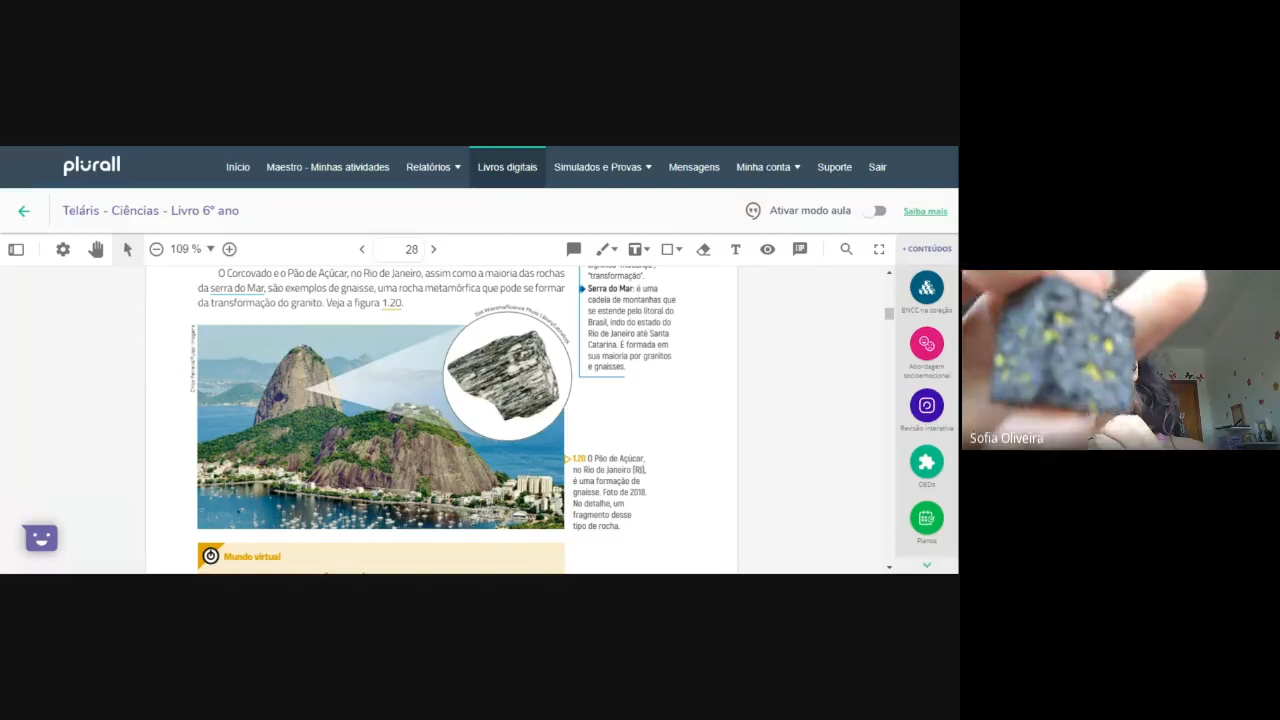 plurall
Início Maestro - Minhas atividades Relatórios Livros digitais Simulados e Provas Mensagens Minha conta Suporte Sair
Teláris - Ciências - Livro 6º ano
Ativar modo aula Saiba mais
109 % 28
+ CONTEÚDOS
O Corcovado e o Pão de Açúcar, no Rio de Janeiro, assim como a maioria das rochas
da serra do Mar, são exemplos de gnaisse, uma rocha metamórfica que pode se formar
da transformação do granito. Veja a figura 1.20.
"transformação".
Serra do Mar: é uma
cadeia de montanhas que
se estende pelo litoral do
Brasil, indo do estado do
Rio de Janeiro até Santa
Catarina. É formada em
sua maioria por granitos
e gnaisses.
1.20 O Pão de Açúcar,
no Rio de Janeiro (RJ),
é uma formação de
gnaisse. Foto de 2018.
No detalhe, um
fragmento desse
tipo de rocha.
Mundo virtual
BNCC na coleção
Abordagem
socioemocional
Revisão interativa
OEDs
Planos
Sofia Oliveira